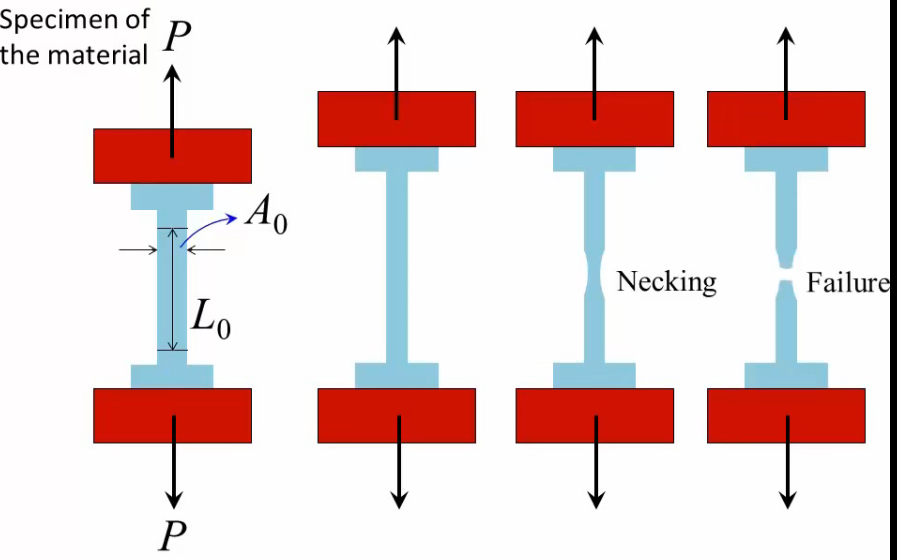 Specimen of
the material
P
A₀
L₀
Necking
Failure
P